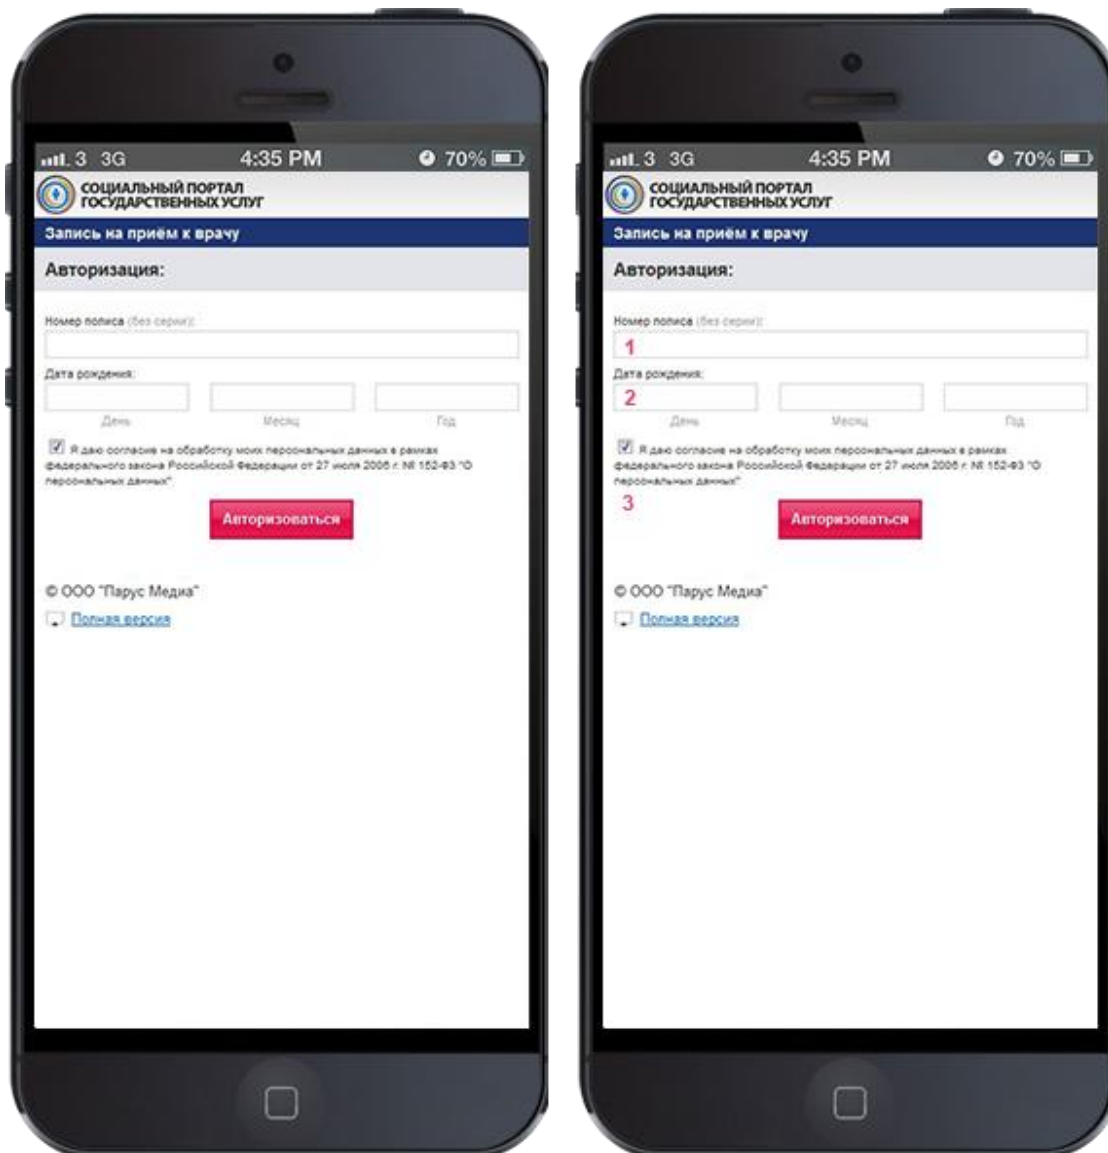 3 3G 4:35 PM 70%
СОЦИАЛЬНЫЙ ПОРТАЛ
ГОСУДАРСТВЕННЫХ УСЛУГ
Запись на приём к врачу
Авторизация:
Номер полиса (без серии):
Дата рождения:
День Месяц Год
Я даю согласие на обработку моих персональных данных в рамках
федерального закона Российской Федерации от 27 июля 2006 г. № 152-ФЗ "О
персональных данных"
Авторизоваться
© ООО "Парус Медиа"
Полная версия
3 3G 4:35 PM 70%
СОЦИАЛЬНЫЙ ПОРТАЛ
ГОСУДАРСТВЕННЫХ УСЛУГ
Запись на приём к врачу
Авторизация:
Номер полиса (без серии):
1
Дата рождения:
2
День Месяц Год
Я даю согласие на обработку моих персональных данных в рамках
федерального закона Российской Федерации от 27 июля 2006 г. № 152-ФЗ "О
персональных данных"
3
Авторизоваться
© ООО "Парус Медиа"
Полная версия